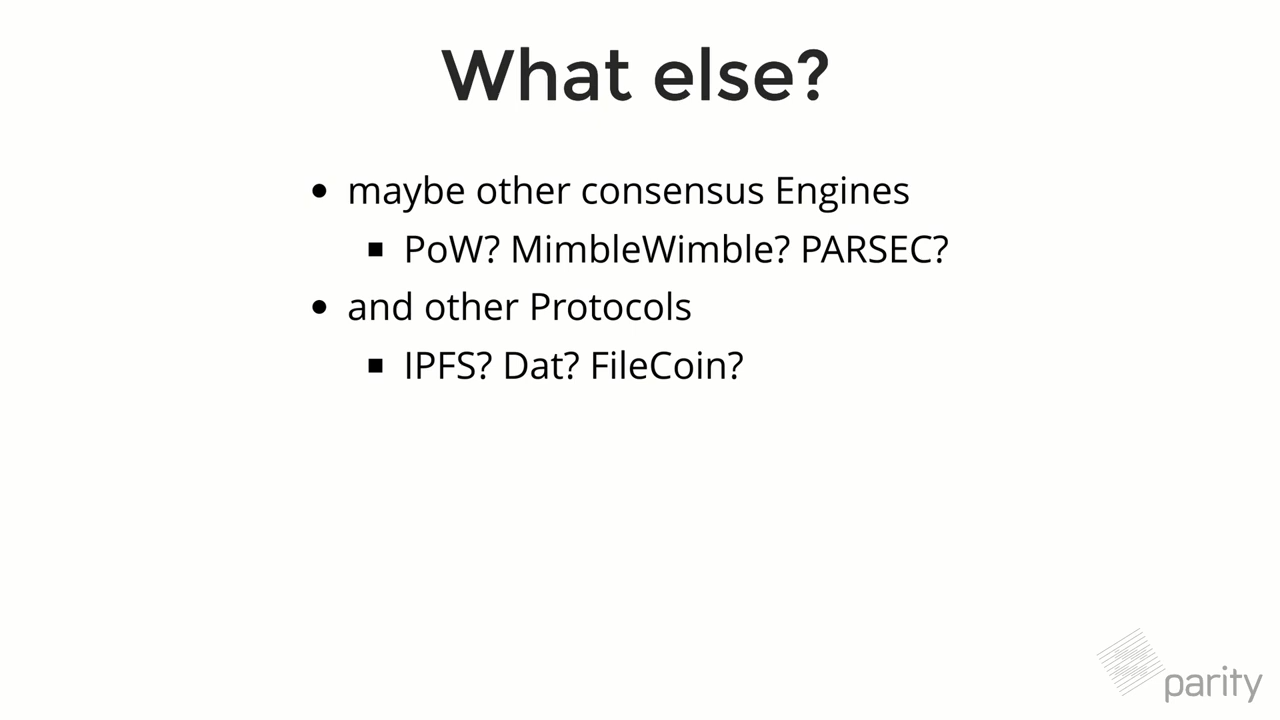 What else?
maybe other consensus Engines
PoW? MimbleWimble? PARSEC?
and other Protocols
IPFS? Dat? FileCoin?
parity